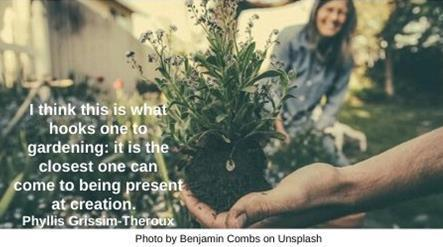 I think this is what
hooks one to
gardening: it is the
closest one can
come to being present
at creation.
Phyllis Grissim-Theroux
Photo by Benjamin Combs on Unsplash